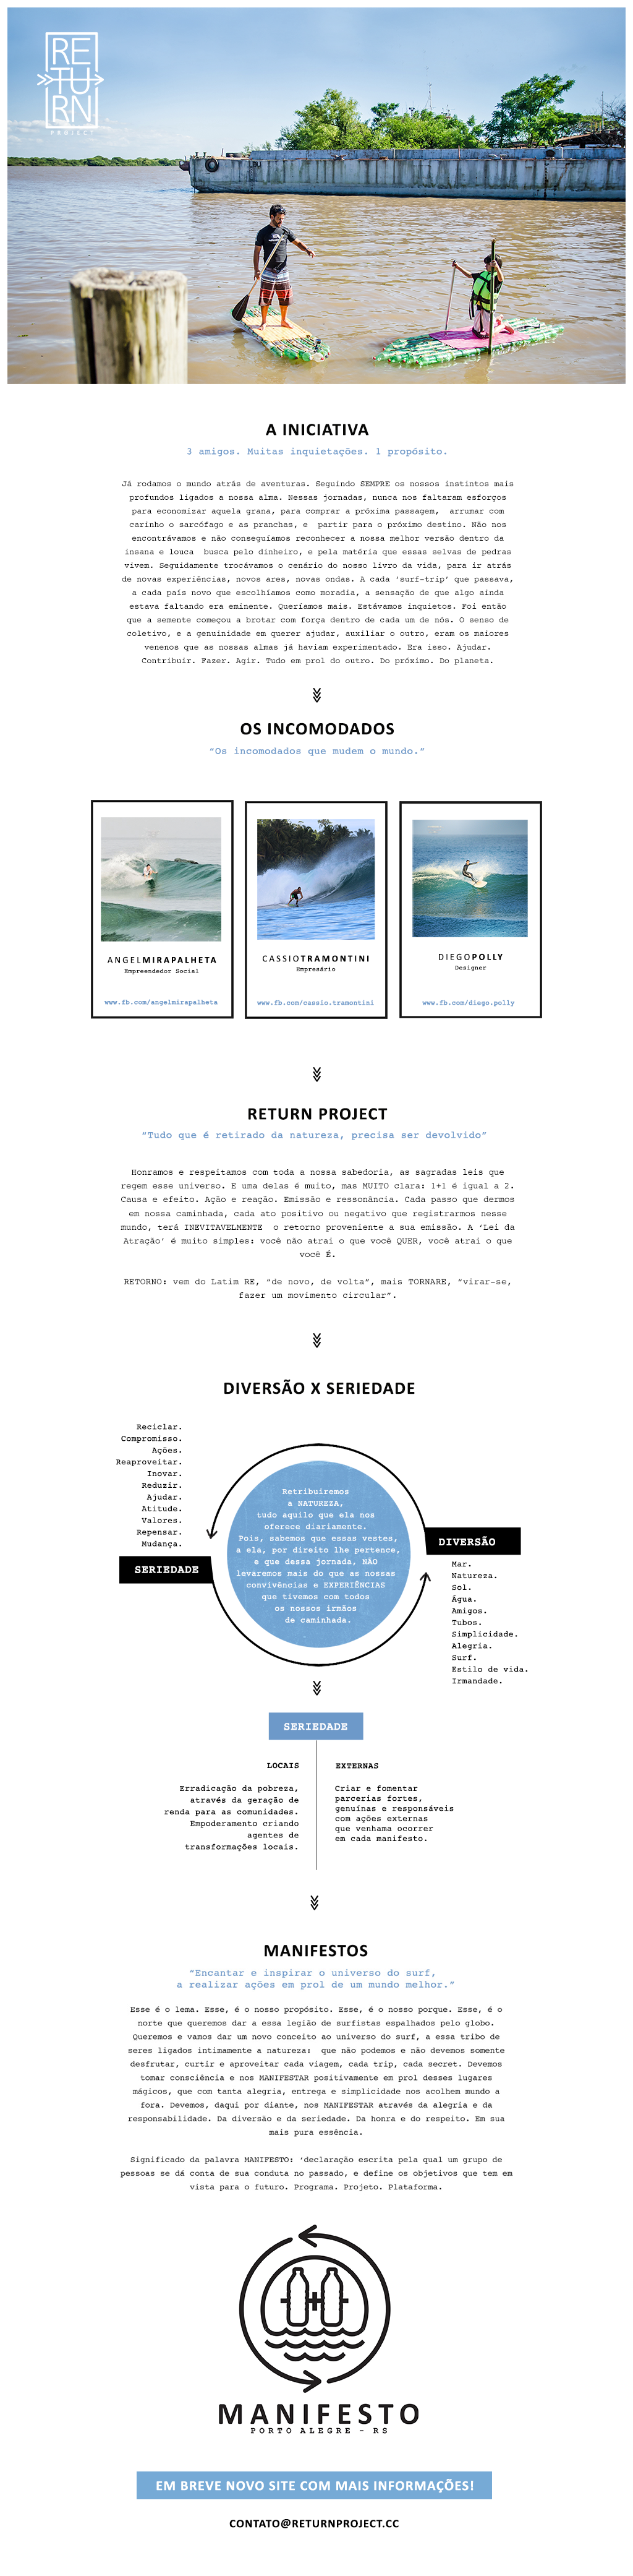 RE
TU
RN
PROJECT
A INICIATIVA
3 amigos. Muitas inquietações. 1 propósito.
Já rodamos o mundo atrás de aventuras. Seguindo SEMPRE os nossos instintos mais
profundos ligados a nossa alma. Nessas jornadas, nunca nos faltaram esforços
para economizar aquela grana, para comprar a próxima passagem, arrumar com
carinho o sarcófago e as pranchas, e partir para o próximo destino. Não nos
encontrávamos e não conseguíamos reconhecer a nossa melhor versão dentro da
insana e louca busca pelo dinheiro, e pela matéria que essas selvas de pedras
vivem. Seguidamente trocávamos o cenário do nosso livro da vida, para ir atrás
de novas experiências, novos ares, novas ondas. A cada ‘surf-trip’ que passava,
a cada país novo que escolhíamos como moradia, a sensação de que algo ainda
estava faltando era eminente. Queríamos mais. Estávamos inquietos. Foi então
que a semente começou a brotar com força dentro de cada um de nós. O senso de
coletivo, e a genuinidade em querer ajudar, auxiliar o outro, eram os maiores
venenos que as nossas almas já haviam experimentado. Era isso. Ajudar.
Contribuir. Fazer. Agir. Tudo em prol do outro. Do próximo. Do planeta.
OS INCOMODADOS
“Os incomodados que mudem o mundo.”
ANGELMIRAPALHETA
Empreendedor Social
www.fb.com/angelmirapalheta
CASSIOTRAMONTINI
Empresário
www.fb.com/cassio.tramontini
DIEGOPOLLY
Designer
www.fb.com/diego.polly
RETURN PROJECT
“Tudo que é retirado da natureza, precisa ser devolvido”
Honramos e respeitamos com toda a nossa sabedoria, as sagradas leis que
regem esse universo. E uma delas é muito, mas MUITO clara: 1+1 é igual a 2.
Causa e efeito. Ação e reação. Emissão e ressonância. Cada passo que dermos
em nossa caminhada, cada ato positivo ou negativo que registrarmos nesse
mundo, terá INEVITAVELMENTE o retorno proveniente a sua emissão. A ‘Lei da
Atração’ é muito simples: você não atrai o que você QUER, você atrai o que
você É.
RETORNO: vem do Latim RE, “de novo, de volta”, mais TORNARE, “virar-se,
fazer um movimento circular”.
DIVERSÃO X SERIEDADE
Reciclar.
Compromisso.
Ações.
Reaproveitar.
Inovar.
Reduzir.
Ajudar.
Atitude.
Valores.
Repensar.
Mudança.
SERIEDADE
Retribuiremos
a NATUREZA,
tudo aquilo que ela nos
oferece diariamente.
Pois, sabemos que essas vestes,
a ela, por direito lhe pertence,
e que dessa jornada, NÃO
levaremos mais do que as nossas
convivências e EXPERIÊNCIAS
que tivemos com todos
os nossos irmãos
de caminhada.
DIVERSÃO
Mar.
Natureza.
Sol.
Água.
Amigos.
Tubos.
Simplicidade.
Alegria.
Surf.
Estilo de vida.
Irmandade.
SERIEDADE
LOCAIS
Erradicação da pobreza,
através da geração de
renda para as comunidades.
Empoderamento criando
agentes de
transformações locais.
EXTERNAS
Criar e fomentar
parcerias fortes,
genuínas e responsáveis
com ações externas
que venhama ocorrer
em cada manifesto.
MANIFESTOS
“Encantar e inspirar o universo do surf,
a realizar ações em prol de um mundo melhor.”
Esse é o lema. Esse, é o nosso propósito. Esse, é o nosso porque. Esse, é o
norte que queremos dar a essa legião de surfistas espalhados pelo globo.
Queremos e vamos dar um novo conceito ao universo do surf, a essa tribo de
seres ligados intimamente a natureza: que não podemos e não devemos somente
desfrutar, curtir e aproveitar cada viagem, cada trip, cada secret. Devemos
tomar consciência e nos MANIFESTAR positivamente em prol desses lugares
mágicos, que com tanta alegria, entrega e simplicidade nos acolhem mundo a
fora. Devemos, daqui por diante, nos MANIFESTAR através da alegria e da
responsabilidade. Da diversão e da seriedade. Da honra e do respeito. Em sua
mais pura essência.
Significado da palavra MANIFESTO: ‘declaração escrita pela qual um grupo de
pessoas se dá conta de sua conduta no passado, e define os objetivos que tem em
vista para o futuro. Programa. Projeto. Plataforma.
MANIFESTO
PORTO ALEGRE - RS
EM BREVE NOVO SITE COM MAIS INFORMAÇÕES!
CONTATO@RETURNPROJECT.CC